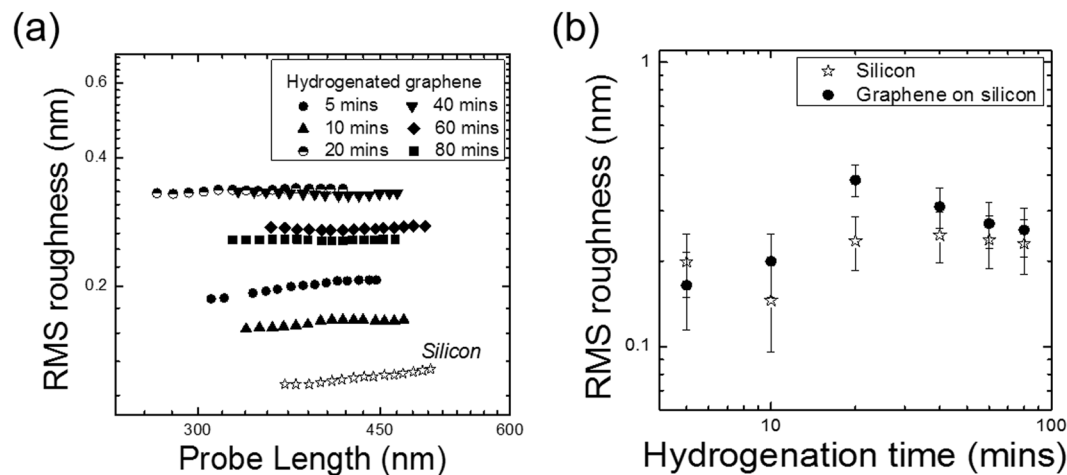 (a)
RMS roughness (nm)
0.6
0.4
0.2
Hydrogenated graphene
5 mins 40 mins
10 mins 60 mins
20 mins 80 mins
Silicon
300 450 600
Probe Length (nm)
(b)
RMS roughness (nm)
1
0.1
Silicon
Graphene on silicon
10 100
Hydrogenation time (mins)